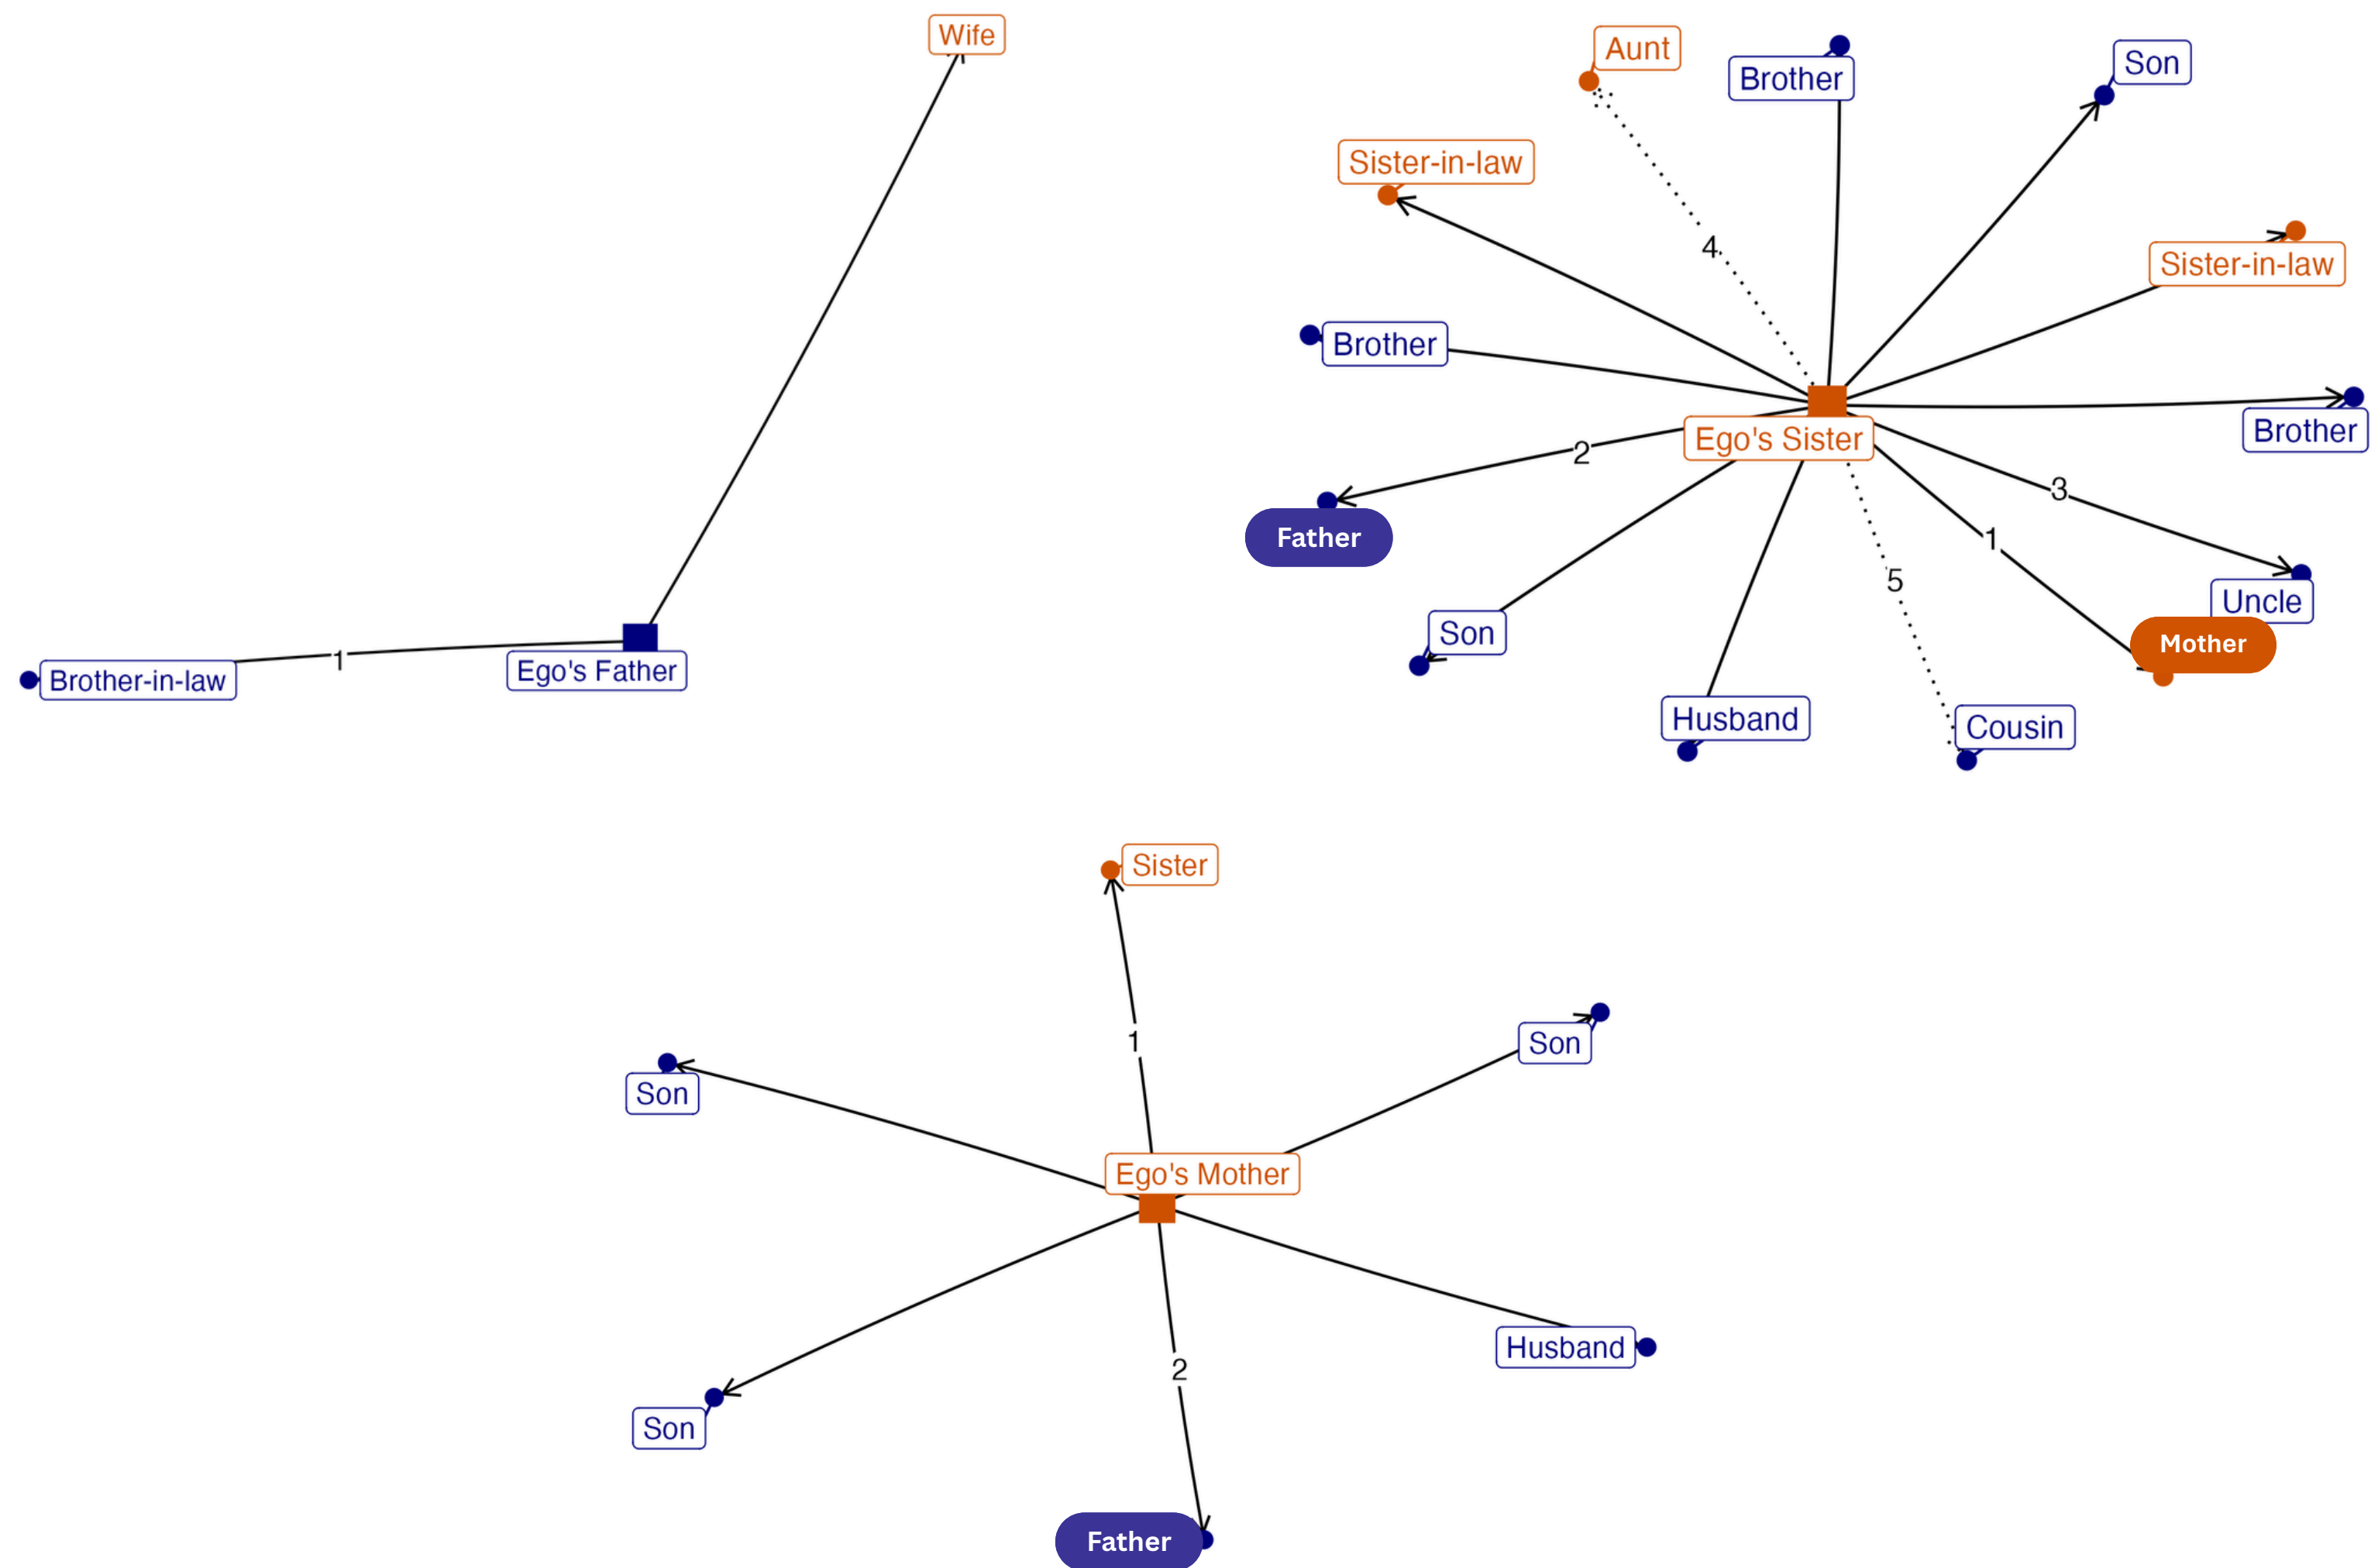 Wife
1
Brother-in-law
Ego's Father
Aunt
Brother
Son
Sister-in-law
4
Sister-in-law
Brother
Brother
Ego's Sister
2
3
Father
1
5
Uncle
Son
Mother
Husband
Cousin
Sister
1
Son
Son
Ego's Mother
Husband
2
Son
Father